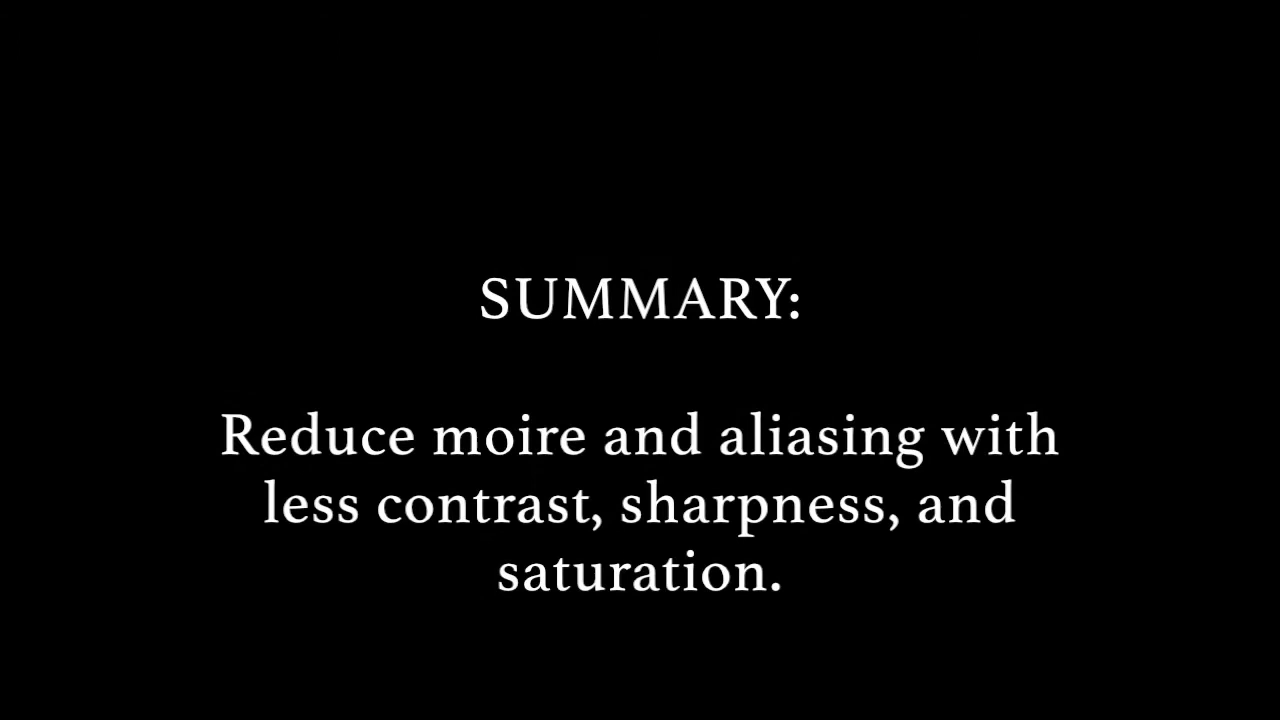 SUMMARY:
Reduce moire and aliasing with
less contrast, sharpness, and
saturation.